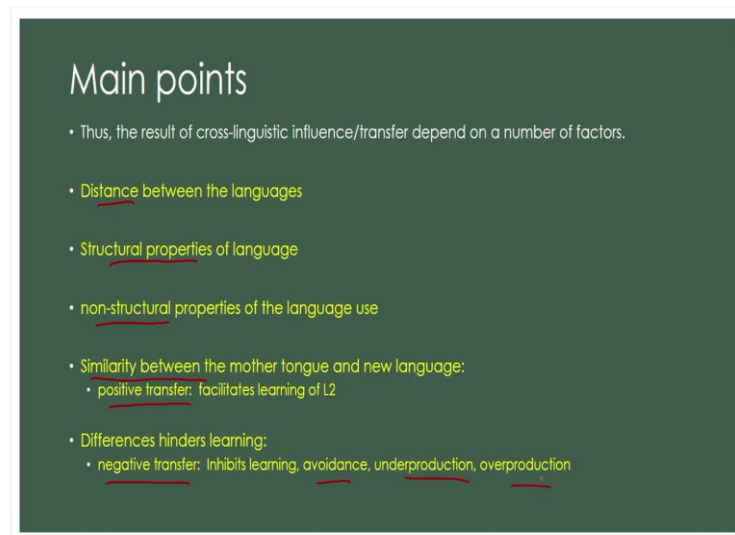 Main points
• Thus, the result of cross-linguistic influence/transfer depend on a number of factors.
• Distance between the languages
• Structural properties of language
• non-structural properties of the language use
• Similarity between the mother tongue and new language:
• positive transfer: facilitates learning of L2
• Differences hinders learning:
• negative transfer: Inhibits learning, avoidance, underproduction, overproduction